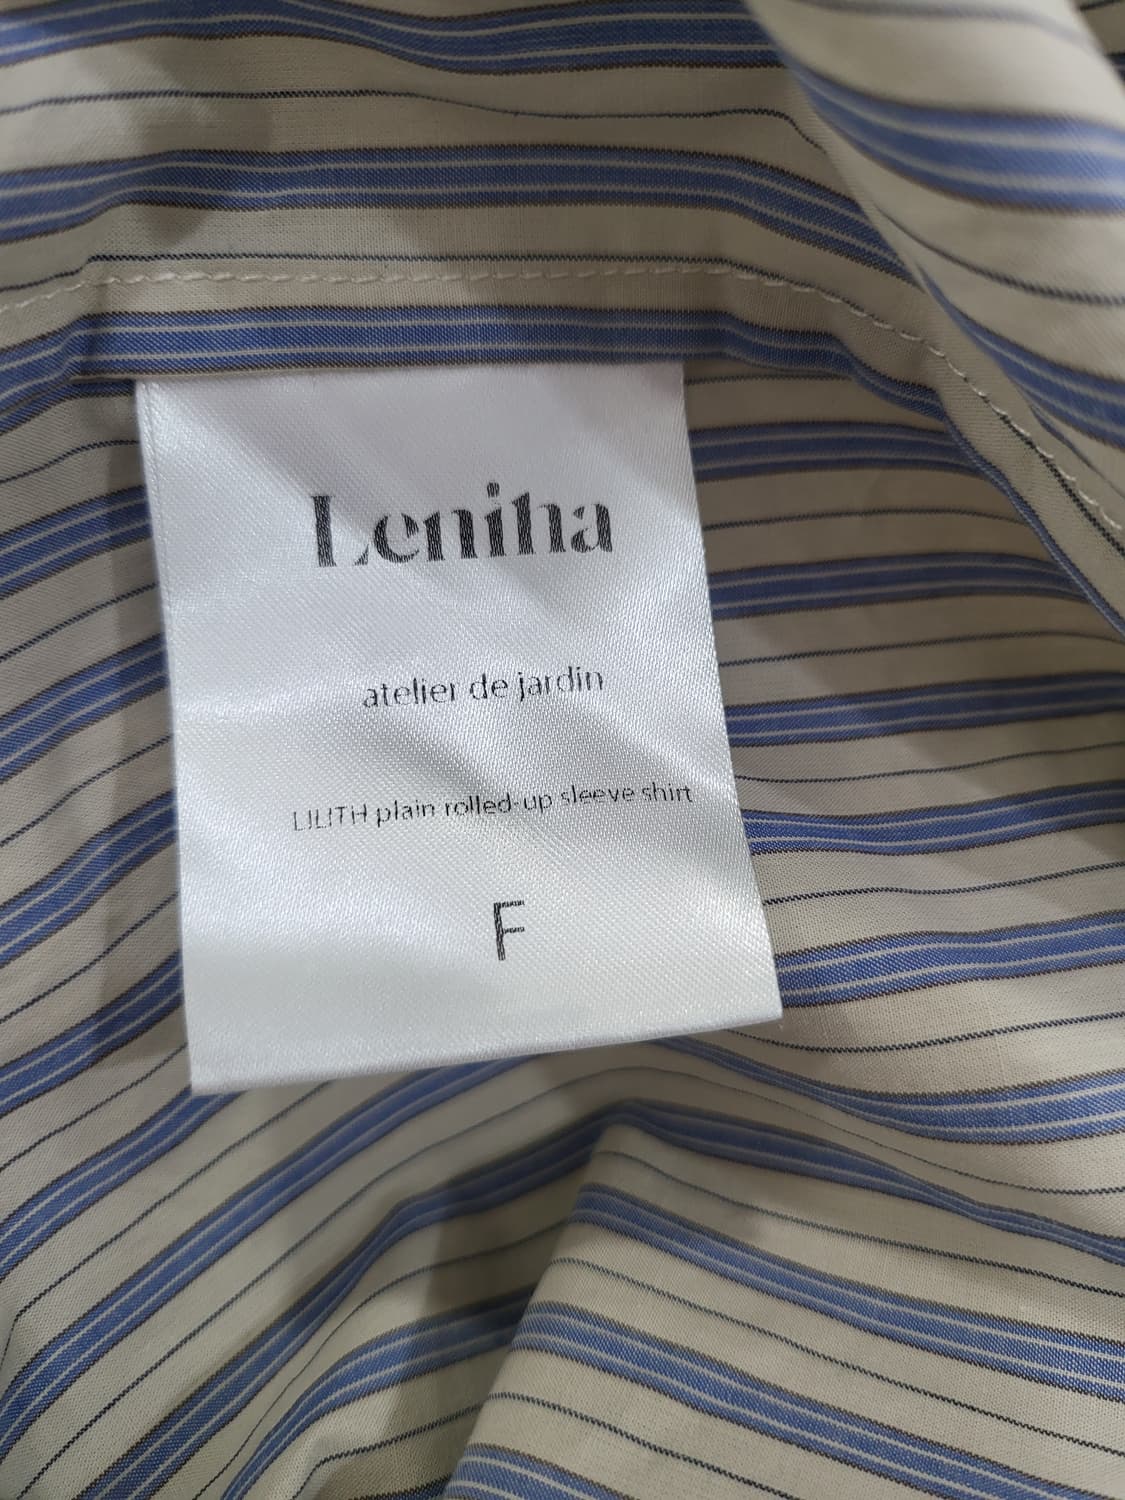 Leniha
atelier de jardin
LILITH plain rolled-up sleeve shirt
F